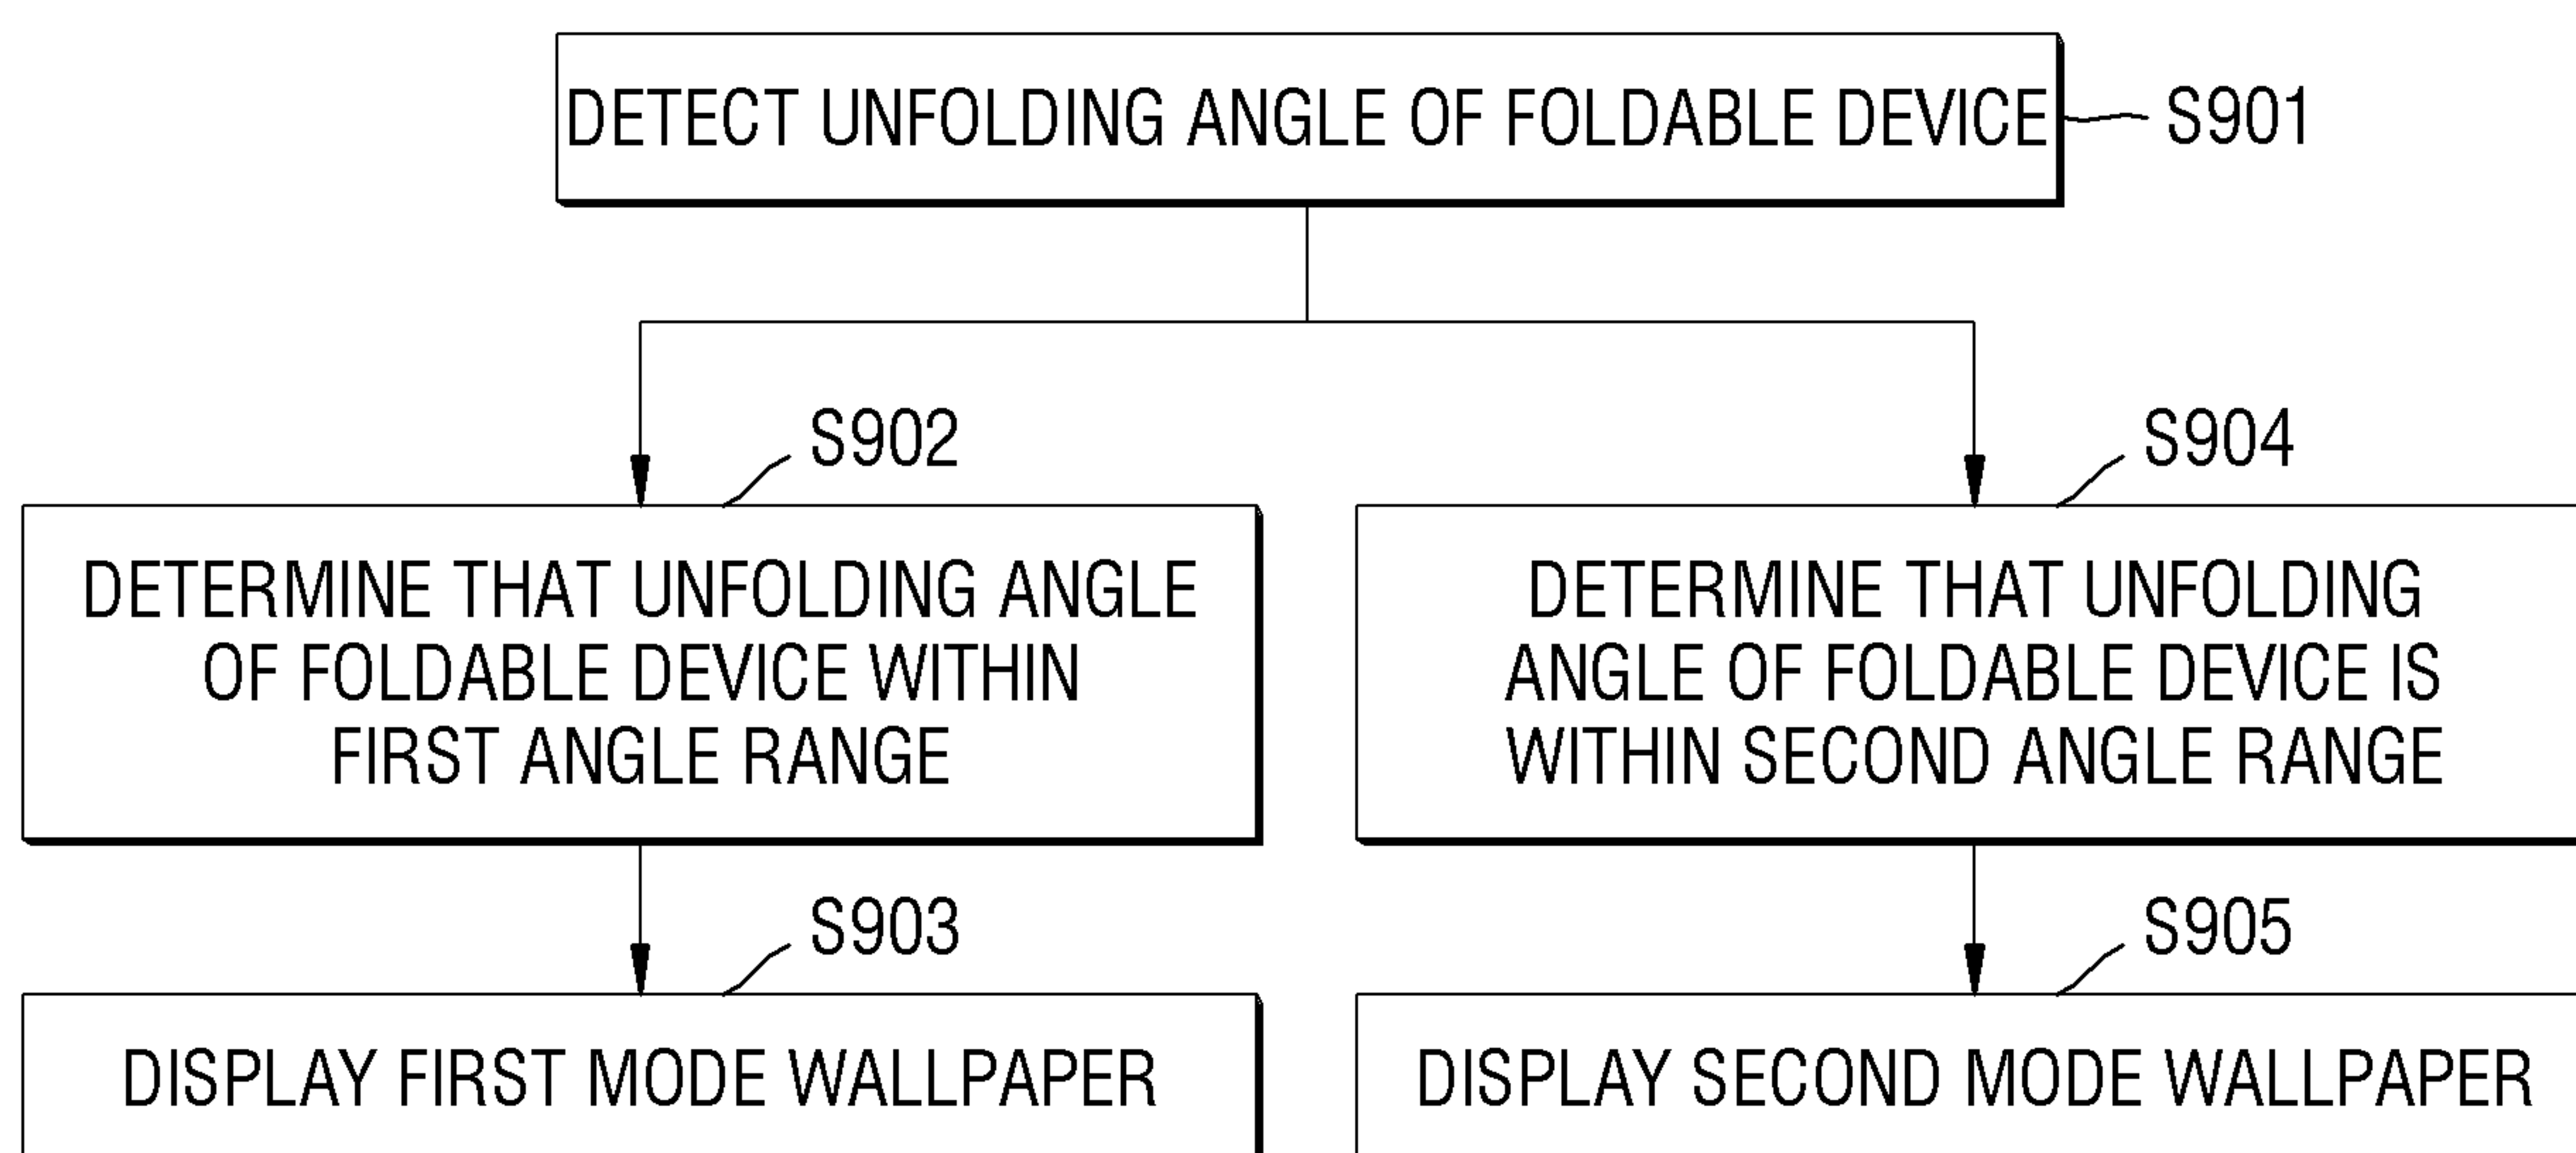 DETECT UNFOLDING ANGLE OF FOLDABLE DEVICE
S901
S902
DETERMINE THAT UNFOLDING ANGLE
OF FOLDABLE DEVICE WITHIN
FIRST ANGLE RANGE
S904
DETERMINE THAT UNFOLDING
ANGLE OF FOLDABLE DEVICE IS
WITHIN SECOND ANGLE RANGE
S903
DISPLAY FIRST MODE WALLPAPER
S905
DISPLAY SECOND MODE WALLPAPER